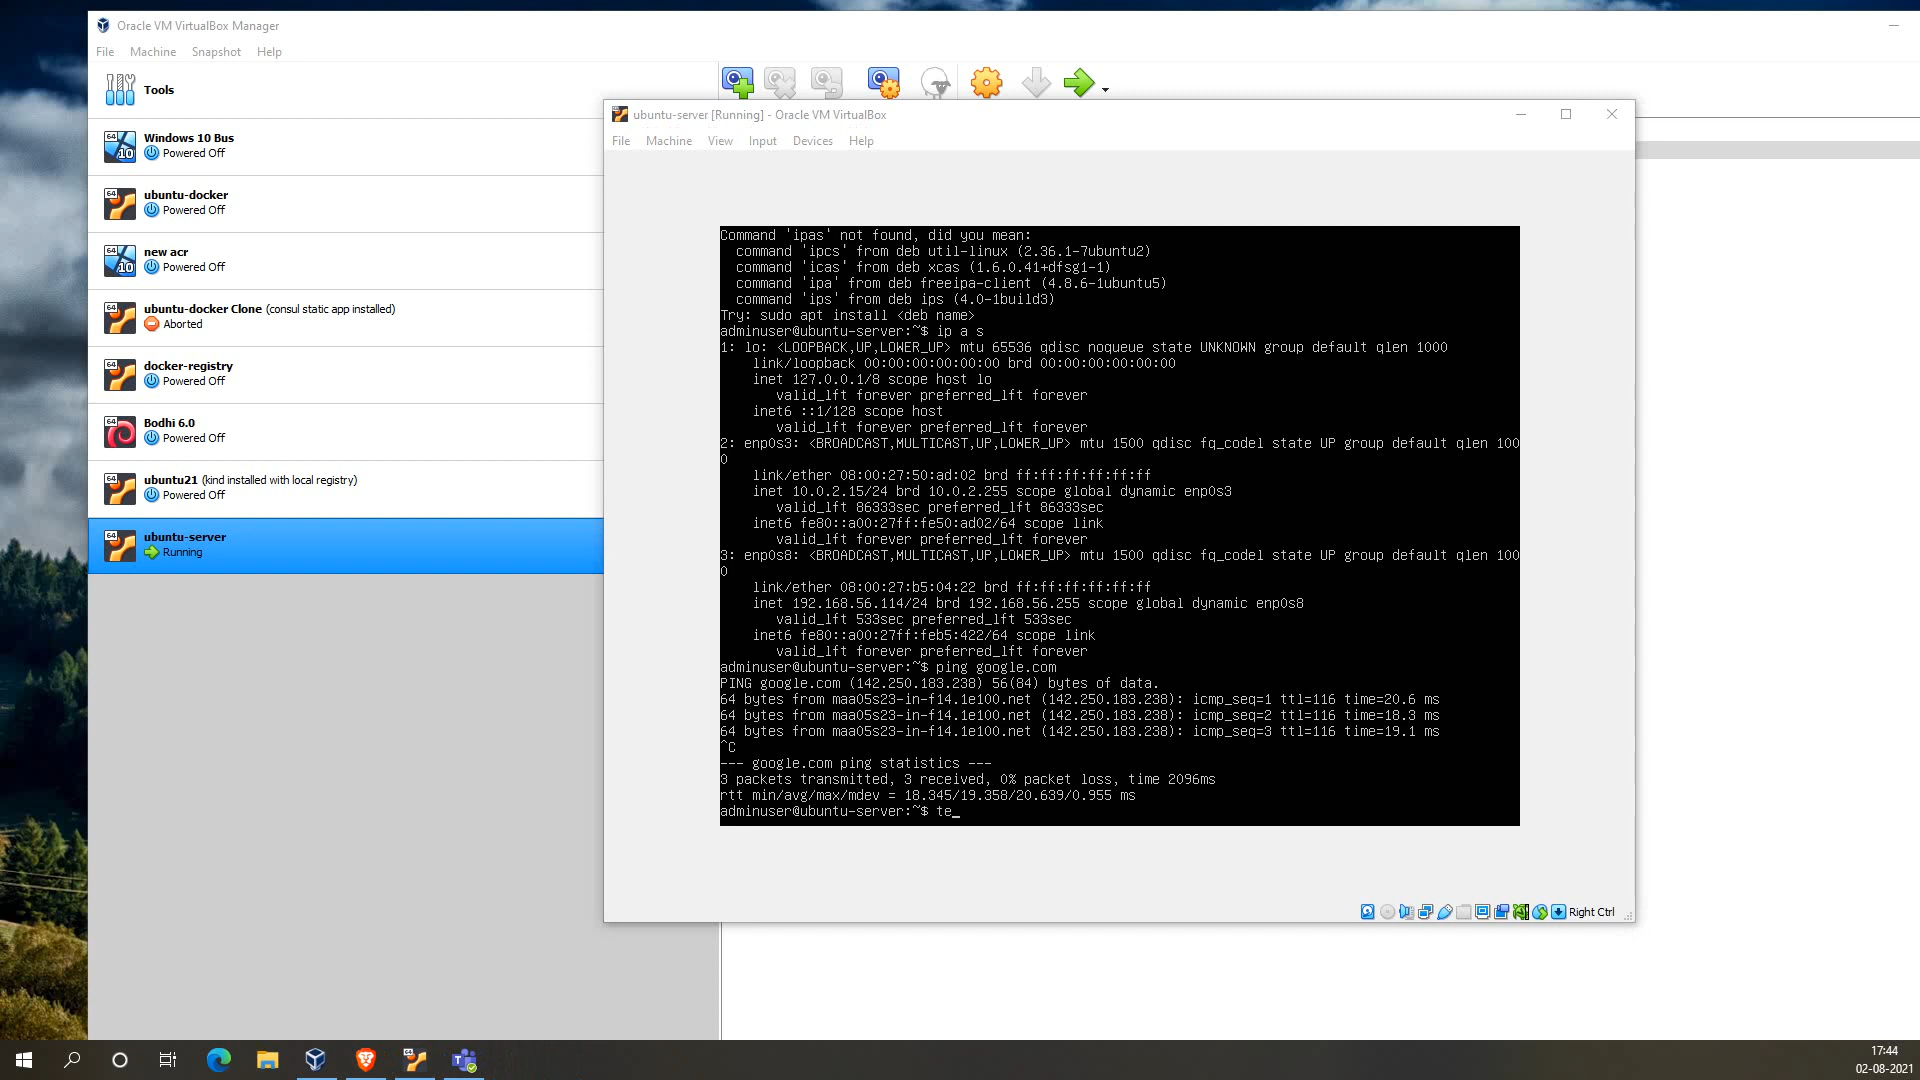 Oracle VM VirtualBox Manager
File Machine Snapshot Help
Tools
Windows 10 Bus
Powered Off
ubuntu-docker
Powered Off
new acr
Powered Off
ubuntu-docker Clone (consul static app installed)
Aborted
docker-registry
Powered Off
Bodhi 6.0
Powered Off
ubuntu21 (kind installed with local registry)
Powered Off
ubuntu-server
Running
ubuntu-server [Running] - Oracle VM VirtualBox
File Machine View Input Devices Help
Command 'ipas' not found, did you mean:
command 'ipcs' from deb util-linux (2.36.1-7ubuntu2)
command 'icas' from deb xcas (1.6.0.41+dfsg1-1)
command 'ipa' from deb freeipa-client (4.8.6-1ubuntu5)
command 'ips' from deb ips (4.0-1build3)
Try: sudo apt install <deb name>
adminuser@ubuntu-server:~$ ip a s
1: lo: <LOOPBACK,UP,LOWER_UP> mtu 65536 qdisc noqueue state UNKNOWN group default qlen 1000
link/loopback 00:00:00:00:00:00 brd 00:00:00:00:00:00
inet 127.0.0.1/8 scope host lo
valid_lft forever preferred_lft forever
inet6 ::1/128 scope host
valid_lft forever preferred_lft forever
2: enp0s3: <BROADCAST,MULTICAST,UP,LOWER_UP> mtu 1500 qdisc fq_codel state UP group default qlen 100
0
link/ether 08:00:27:50:ad:02 brd ff:ff:ff:ff:ff:ff
inet 10.0.2.15/24 brd 10.0.2.255 scope global dynamic enp0s3
valid_lft 86333sec preferred_lft 86333sec
inet6 fe80::a00:27ff:fe50:ad02/64 scope link
valid_lft forever preferred_lft forever
3: enp0s8: <BROADCAST,MULTICAST,UP,LOWER_UP> mtu 1500 qdisc fq_codel state UP group default qlen 100
0
link/ether 08:00:27:b5:04:22 brd ff:ff:ff:ff:ff:ff
inet 192.168.56.114/24 brd 192.168.56.255 scope global dynamic enp0s8
valid_lft 533sec preferred_lft 533sec
inet6 fe80::a00:27ff:feb5:422/64 scope link
valid_lft forever preferred_lft forever
adminuser@ubuntu-server:~$ ping google.com
PING google.com (142.250.183.238) 56(84) bytes of data.
64 bytes from maa05s23-in-f14.1e100.net (142.250.183.238): icmp_seq=1 ttl=116 time=20.6 ms
64 bytes from maa05s23-in-f14.1e100.net (142.250.183.238): icmp_seq=2 ttl=116 time=18.3 ms
64 bytes from maa05s23-in-f14.1e100.net (142.250.183.238): icmp_seq=3 ttl=116 time=19.1 ms
^C
--- google.com ping statistics ---
3 packets transmitted, 3 received, 0% packet loss, time 2096ms
rtt min/avg/max/mdev = 18.345/19.358/20.639/0.955 ms
adminuser@ubuntu-server:~$ te_
Right Ctrl
17:44
02-08-2021